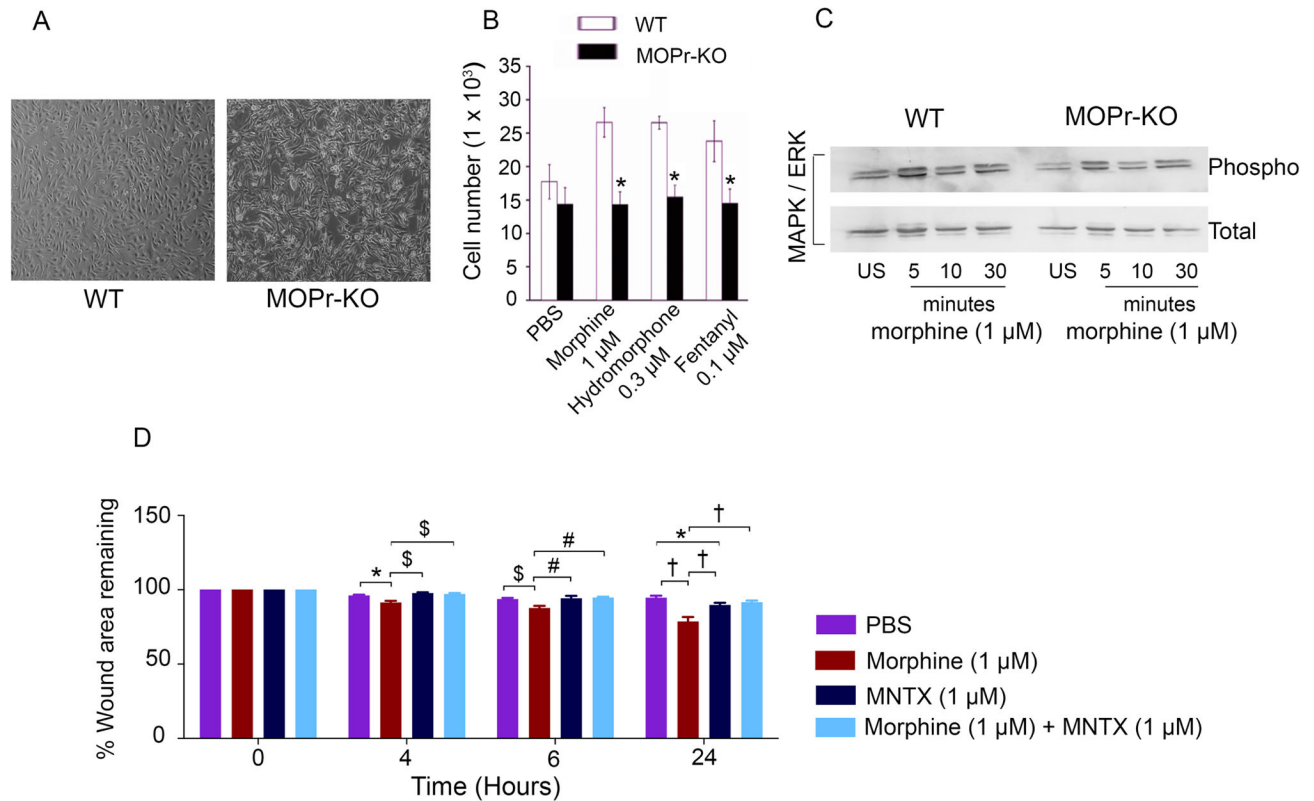 A
WT
MOPr-KO
B
WT
MOPr-KO
Cell number (1 x 10³)
35
30
25
20
15
10
5
0
PBS
Morphine
1 µM
Hydromorphone
0.3 µM
Fentanyl
0.1 µM
*
*
*
C
WT
MOPr-KO
MAPK / ERK
Phospho
Total
US 5 10 30 US 5 10 30
minutes minutes
morphine (1 µM) morphine (1 µM)
D
% Wound area remaining
150
100
50
0
* $ $
$ # #
* † † †
0 4 6 24
Time (Hours)
PBS
Morphine (1 µM)
MNTX (1 µM)
Morphine (1 µM) + MNTX (1 µM)